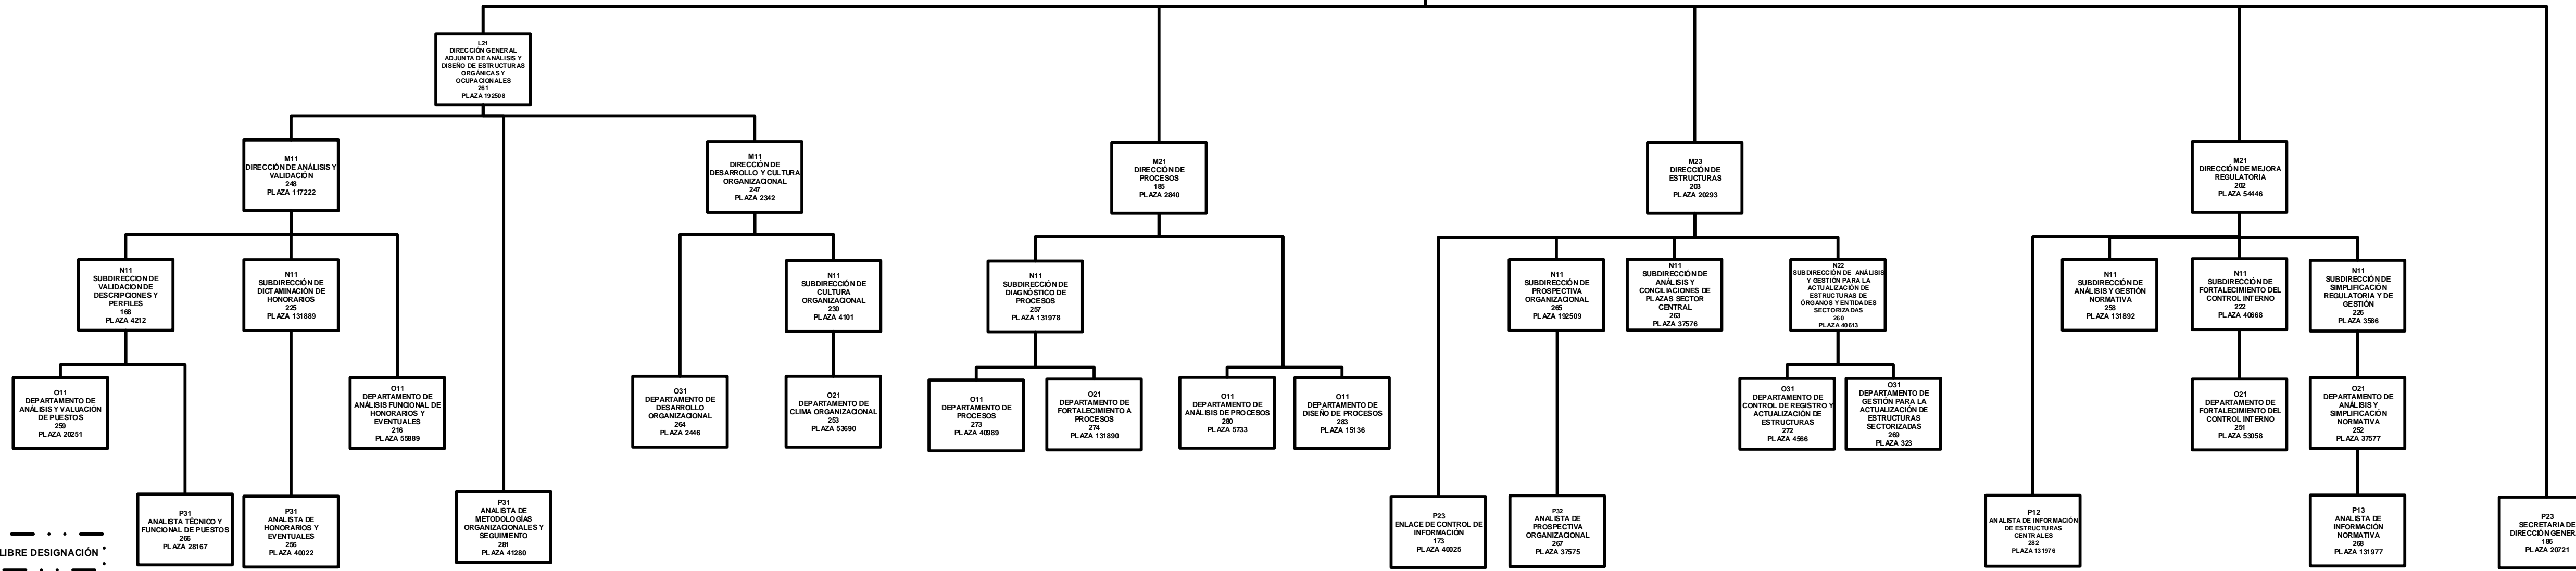 L21
DIRECCIÓN GENERAL
ADJUNTA DE ANÁLISIS Y
DISEÑO DE ESTRUCTURAS
ORGÁNICAS Y
OCUPACIONALES
261
PLAZA 192508
M11
DIRECCIÓN DE ANÁLISIS Y
VALIDACIÓN
248
PLAZA 117222
M11
DIRECCIÓN DE
DESARROLLO Y CULTURA
ORGANIZACIONAL
247
PLAZA 2342
M21
DIRECCIÓN DE
PROCESOS
185
PLAZA 2840
M23
DIRECCIÓN DE
ESTRUCTURAS
203
PLAZA 20293
M21
DIRECCIÓN DE MEJORA
REGULATORIA
202
PLAZA 54446
N11
SUBDIRECCION DE
VALIDACION DE
DESCRIPCIONES Y
PERFILES
168
PLAZA 4212
N11
SUBDIRECCIÓN DE
DICTAMINACIÓN DE
HONORARIOS
225
PLAZA 131889
N11
SUBDIRECCIÓN DE
CULTURA
ORGANIZACIONAL
230
PLAZA 4101
N11
SUBDIRECCIÓN DE
DIAGNÓSTICO DE
PROCESOS
257
PLAZA 131978
N11
SUBDIRECCIÓN DE
PROSPECTIVA
ORGANIZACIONAL
265
PLAZA 192509
N11
SUBDIRECCIÓN DE
ANÁLISIS Y
CONCILIACIONES DE
PLAZAS SECTOR
CENTRAL
263
PLAZA 37576
N22
SUBDIRECCIÓN DE ANÁLISIS
Y GESTIÓN PARA LA
ACTUALIZACIÓN DE
ESTRUCTURAS DE
ÓRGANOS Y ENTIDADES
SECTORIZADAS
260
PLAZA 40613
N11
SUBDIRECCIÓN DE
ANÁLISIS Y GESTIÓN
NORMATIVA
258
PLAZA 131892
N11
SUBDIRECCIÓN DE
FORTALECIMIENTO DEL
CONTROL INTERNO
222
PLAZA 40668
N11
SUBDIRECCIÓN DE
SIMPLIFICACIÓN
REGULATORIA Y DE
GESTIÓN
226
PLAZA 3586
O11
DEPARTAMENTO DE
ANÁLISIS Y VALUACIÓN
DE PUESTOS
259
PLAZA 20251
O11
DEPARTAMENTO DE
ANÁLISIS FUNCIONAL DE
HONORARIOS Y
EVENTUALES
216
PLAZA 55889
O31
DEPARTAMENTO DE
DESARROLLO
ORGANIZACIONAL
264
PLAZA 2446
O21
DEPARTAMENTO DE
CLIMA ORGANIZACIONAL
253
PLAZA 53690
O11
DEPARTAMENTO DE
PROCESOS
273
PLAZA 40989
O21
DEPARTAMENTO DE
FORTALECIMIENTO A
PROCESOS
274
PLAZA 131890
O11
DEPARTAMENTO DE
ANÁLISIS DE PROCESOS
280
PLAZA 5733
O11
DEPARTAMENTO DE
DISEÑO DE PROCESOS
283
PLAZA 15136
O31
DEPARTAMENTO DE
CONTROL DE REGISTRO Y
ACTUALIZACIÓN DE
ESTRUCTURAS
272
PLAZA 4566
O31
DEPARTAMENTO DE
GESTIÓN PARA LA
ACTUALIZACIÓN DE
ESTRUCTURAS
SECTORIZADAS
269
PLAZA 323
O21
DEPARTAMENTO DE
FORTALECIMIENTO DEL
CONTROL INTERNO
251
PLAZA 53058
O21
DEPARTAMENTO DE
ANÁLISIS Y
SIMPLIFICACIÓN
NORMATIVA
252
PLAZA 37577
P31
ANALISTA TÉCNICO Y
FUNCIONAL DE PUESTOS
266
PLAZA 28167
P31
ANALISTA DE
HONORARIOS Y
EVENTUALES
256
PLAZA 40022
P31
ANALISTA DE
METODOLOGÍAS
ORGANIZACIONALES Y
SEGUIMIENTO
281
PLAZA 41280
P23
ENLACE DE CONTROL DE
INFORMACIÓN
173
PLAZA 40025
P32
ANALISTA DE
PROSPECTIVA
ORGANIZACIONAL
267
PLAZA 37575
P12
ANALISTA DE INFORMACIÓN
DE ESTRUCTURAS
CENTRALES
282
PLAZA 131976
P13
ANALISTA DE
INFORMACIÓN
NORMATIVA
268
PLAZA 131977
P23
SECRETARIA DE
DIRECCIÓN GENERA
186
PLAZA 20721
LIBRE DESIGNACIÓN